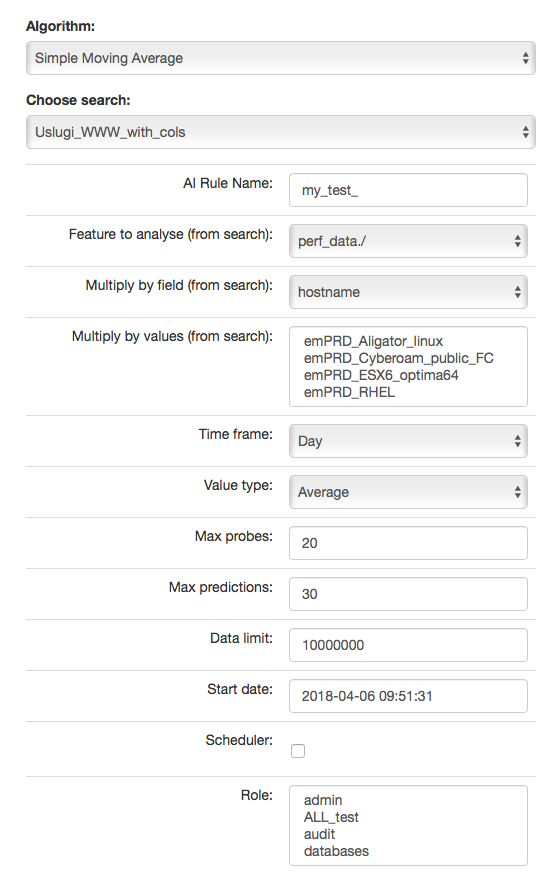 Algorithm:
Simple Moving Average
Choose search:
Uslugi_WWW_with_cols
AI Rule Name:
my_test_
Feature to analyse (from search):
perf_data./
Multiply by field (from search):
hostname
Multiply by values (from search):
emPRD_Aligator_linux
emPRD_Cyberoam_public_FC
emPRD_ESX6_optima64
emPRD_RHEL
Time frame:
Day
Value type:
Average
Max probes:
20
Max predictions:
30
Data limit:
10000000
Start date:
2018-04-06 09:51:31
Scheduler:
Role:
admin
ALL_test
audit
databases